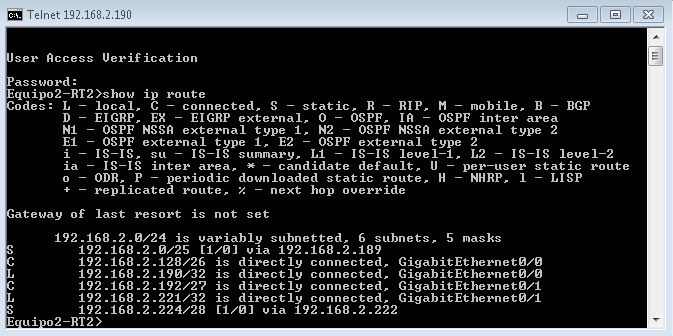 Telnet 192.168.2.190
User Access Verification
Password:
Equipo2-RT2>show ip route
Codes: L - local, C - connected, S - static, R - RIP, M - mobile, B - BGP
D - EIGRP, EX - EIGRP external, O - OSPF, IA - OSPF inter area
N1 - OSPF NSSA external type 1, N2 - OSPF NSSA external type 2
E1 - OSPF external type 1, E2 - OSPF external type 2
i - IS-IS, su - IS-IS summary, L1 - IS-IS level-1, L2 - IS-IS level-2
ia - IS-IS inter area, * - candidate default, U - per-user static route
o - ODR, P - periodic downloaded static route, H - NHRP, l - LISP
+ - replicated route, % - next hop override
Gateway of last resort is not set
192.168.2.0/24 is variably subnetted, 6 subnets, 5 masks
S 192.168.2.0/25 [1/0] via 192.168.2.189
C 192.168.2.128/26 is directly connected, GigabitEthernet0/0
L 192.168.2.190/32 is directly connected, GigabitEthernet0/0
C 192.168.2.192/27 is directly connected, GigabitEthernet0/1
L 192.168.2.221/32 is directly connected, GigabitEthernet0/1
S 192.168.2.224/28 [1/0] via 192.168.2.222
Equipo2-RT2>